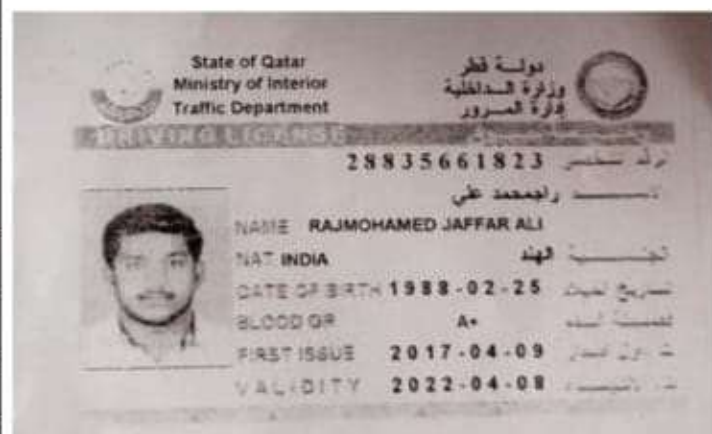 State of Qatar
Ministry of Interior
Traffic Department
دولة قطر
وزارة الداخلية
إدارة المرور
DRIVING LICENSE
28835661823
راجمحمد علي
NAME RAJMOHAMED JAFFAR ALI
NAT INDIA الهند
DATE OF BIRTH 1988-02-25
BLOOD GR A+
FIRST ISSUE 2017-04-09
VALIDITY 2022-04-08